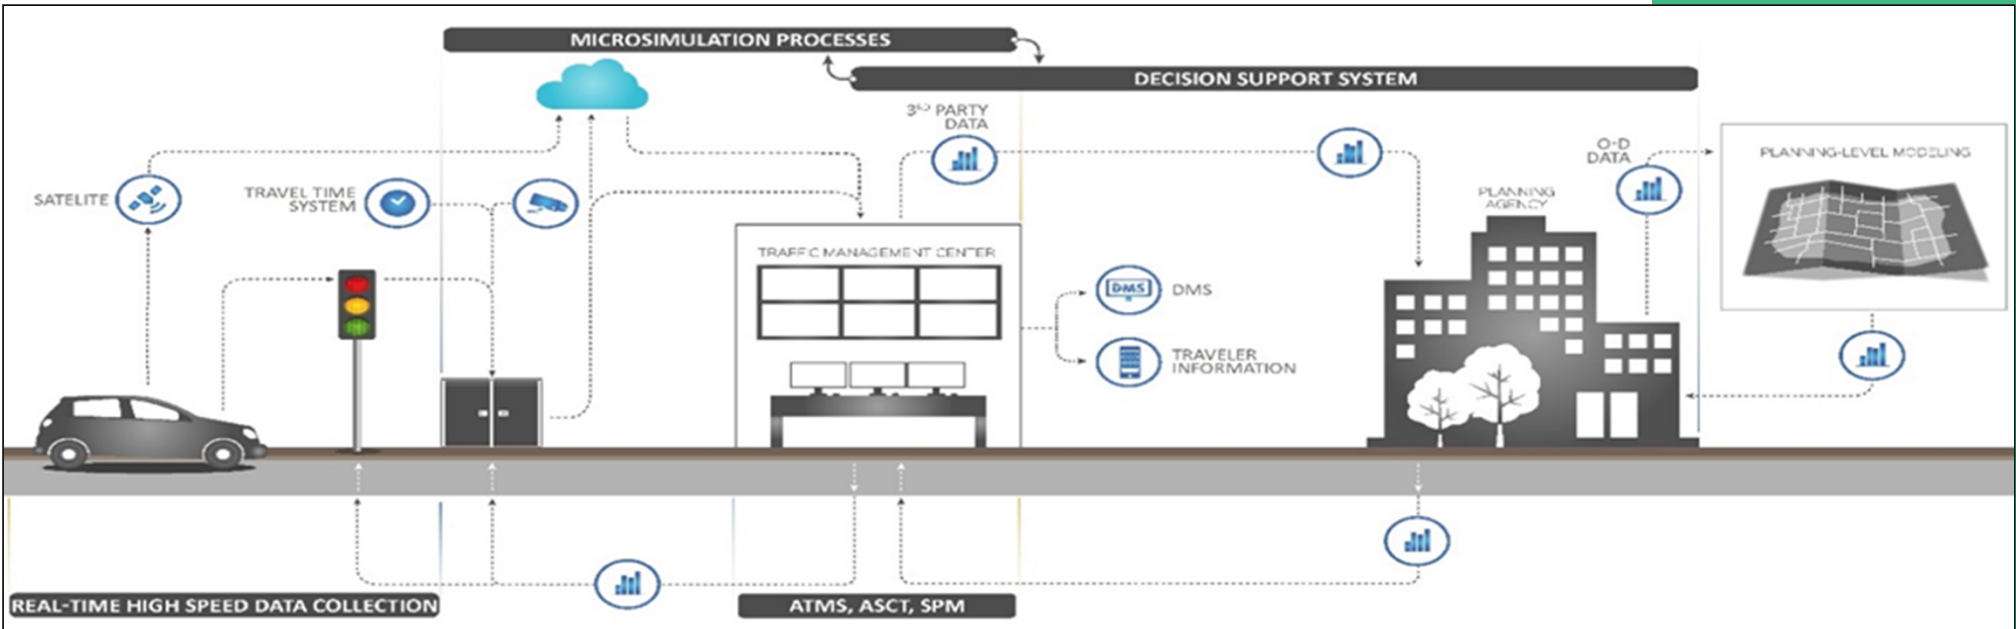 MICROSIMULATION PROCESSES
DECISION SUPPORT SYSTEM
3RD PARTY
DATA
O-D
DATA
PLANNING-LEVEL MODELING
SATELITE
TRAVEL TIME
SYSTEM
PLANNING
AGENCY
TRAFFIC MANAGEMENT CENTER
DMS
DMS
TRAVELER
INFORMATION
REAL-TIME HIGH SPEED DATA COLLECTION
ATMS, ASCT, SPM